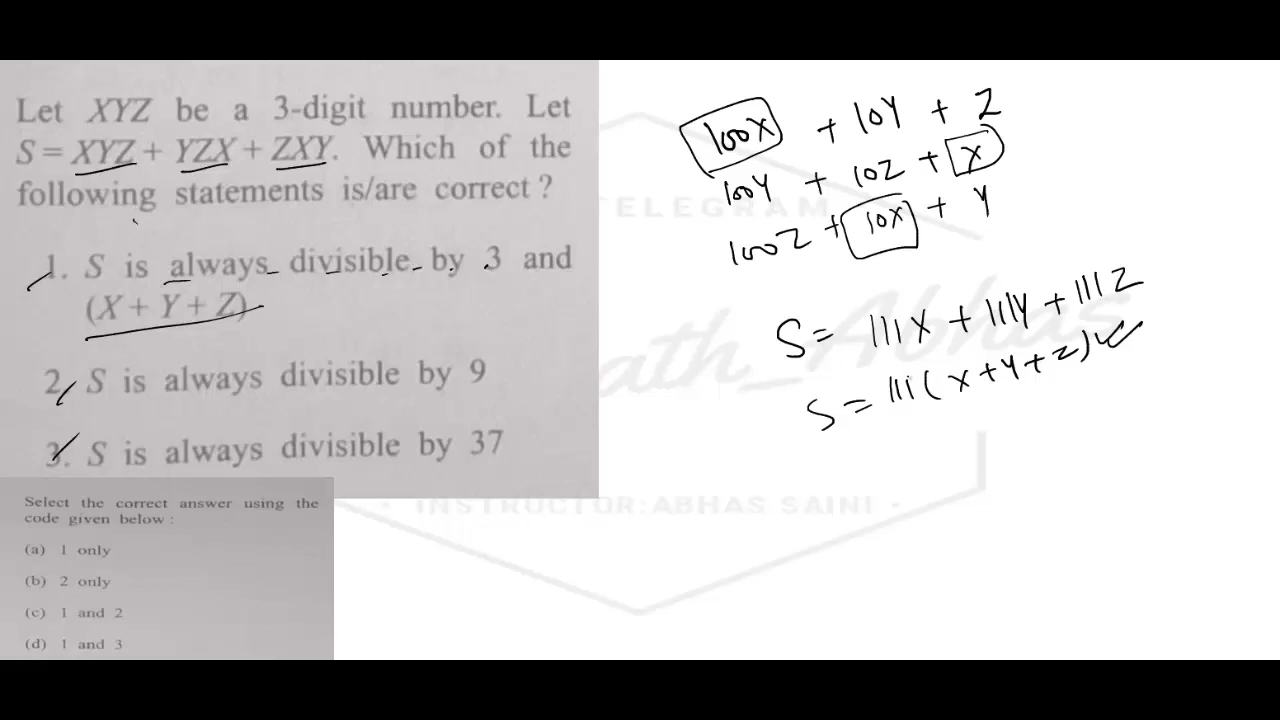 Let XYZ be a 3-digit number. Let
S = XYZ + YZX + ZXY. Which of the
following statements is/are correct ?
1. S is always divisible by 3 and
(X + Y + Z)
2. S is always divisible by 9
3. S is always divisible by 37
Select the correct answer using the
code given below :
(a) 1 only
(b) 2 only
(c) 1 and 2
(d) 1 and 3
100X + 10Y + Z
100Y + 10Z + X
100Z + 10X + Y
S = 111X + 111Y + 111Z
S = 111(X+Y+Z)
TELEGRAM
ath_Abhas
· INSTRUCTOR:ABHAS SAINI ·